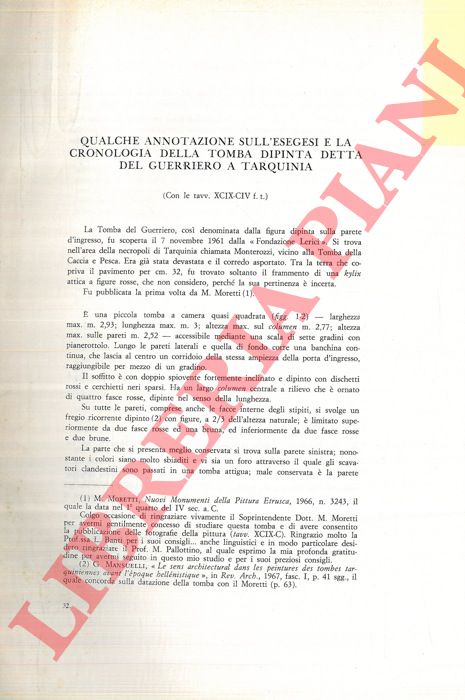 QUALCHE ANNOTAZIONE SULL'ESEGESI E LA
CRONOLOGIA DELLA TOMBA DIPINTA DETTA
DEL GUERRIERO A TARQUINIA
(Con le tavv. XCIX-CIV f. t.)
La Tomba del Guerriero, così denominata dalla figura dipinta sulla parete
d'ingresso, fu scoperta il 7 novembre 1961 dalla « Fondazione Lerici ». Si trova
nell'area della necropoli di Tarquinia chiamata Monterozzi, vicino alla Tomba della
Caccia e Pesca. Era già stata devastata e il corredo asportato. Tra la terra che co-
priva il pavimento per cm. 32, fu trovato soltanto il frammento di una kylix
attica a figure rosse, che non considero, perché la sua pertinenza è incerta.
Fu pubblicata la prima volta da M. Moretti (1).
È una piccola tomba a camera quasi quadrata (figg. 1-2) — larghezza
max. m. 2,93; lunghezza max. m. 3; altezza max. sul columen m. 2,77; altezza
max. sulle pareti m. 2,52 — accessibile mediante una scala di sette gradini con
pianerottolo. Lungo le pareti laterali e quella di fondo corre una banchina con-
tinua, che lascia al centro un corridoio della stessa ampiezza della porta d'ingresso,
raggiungibile per mezzo di un gradino.
Il soffitto è con doppio spiovente fortemente inclinato e dipinto con dischetti
rossi e cerchietti neri sparsi. Ha un largo columen centrale a rilievo che è ornato
di quattro fasce rosse, dipinte nel senso della lunghezza.
Su tutte le pareti, comprese anche le facce interne degli stipiti, si svolge un
fregio ricorrente dipinto (2) con figure, a 2/3 dell'altezza naturale; è limitato supe-
riormente da due fasce rosse e una bruna, ed inferiormente da due fasce rosse
e due brune.
La parte che si presenta meglio conservata si trova sulla parete sinistra; nono-
stante i colori siano molto sbiaditi e vi sia un foro attraverso il quale gli scava-
tori clandestini sono passati in una tomba attigua; male conservata è la parete
(1) M. MORETTI, Nuovi Monumenti della Pittura Etrusca, 1966, n. 3243, il
quale la data nel 1° quarto del IV sec. a. C.
Colgo occasione di ringraziare vivamente il Soprintendente Dott. M. Moretti
per avermi gentilmente concesso di studiare questa tomba e di avere consentito
la pubblicazione delle fotografie della pittura (tavv. XCIX-C). Ringrazio molto la
Prof. danti per i suoi consigli... anche linguistici e in modo particolare desi-
dero ringraziare il Prof. M. Pallottino, al quale esprimo la mia profonda gratitu-
dine per avermi seguito in questo mio studio e per i suoi preziosi consigli.
(2) G. MANSUELLI, « Le sens architectural dans les peintures des tombes tar-
quiniennes avant l'époque hellénistique », in Rev. Arch., 1967, fasc. I, p. 41 sgg., il
quale concorda sulla datazione della tomba con il Moretti (p. 63).
32.
LIBRERIA PIANI